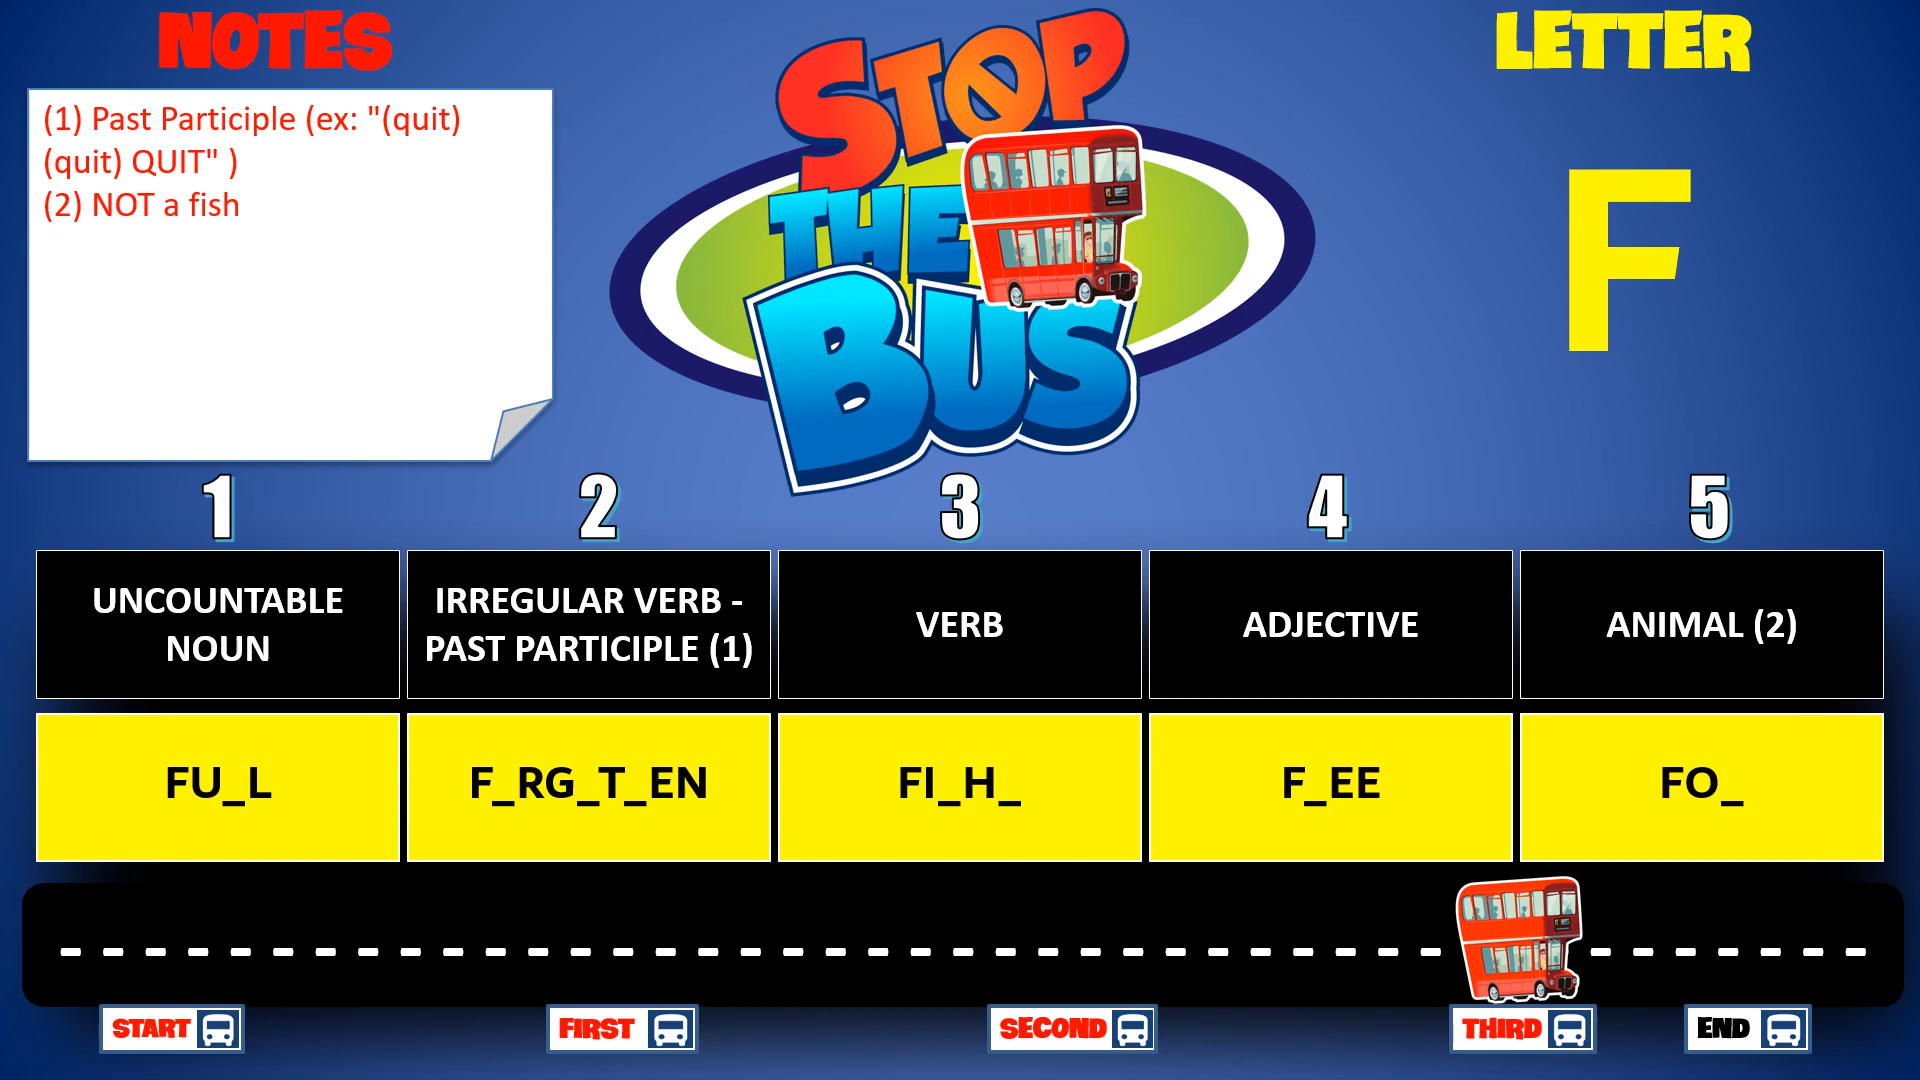 NOTES
(1) Past Participle (ex: "(quit)
(quit) QUIT" )
(2) NOT a fish
STOP
THE
BUS
LETTER
F
1
2
3
4
5
UNCOUNTABLE
NOUN
IRREGULAR VERB -
PAST PARTICIPLE (1)
VERB
ADJECTIVE
ANIMAL (2)
FU_L
F_RG_T_EN
FI_H_
F_EE
FO_
START
FIRST
SECOND
THIRD
END